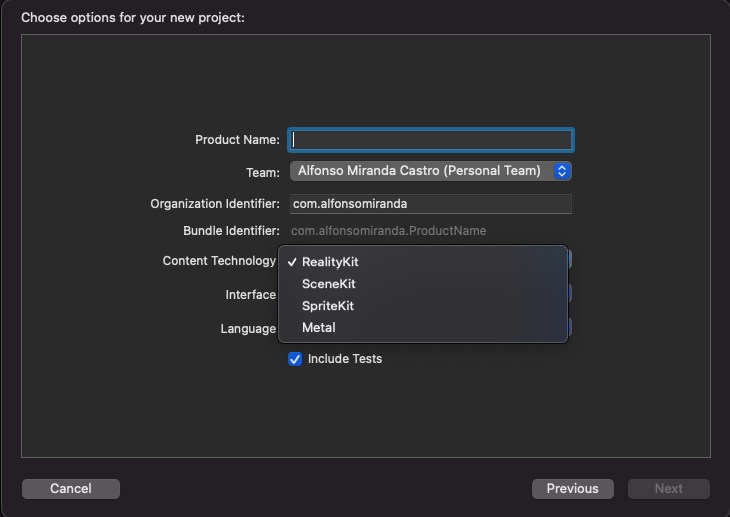 Choose options for your new project:
Product Name:
Team: Alfonso Miranda Castro (Personal Team)
Organization Identifier: com.alfonsomiranda
Bundle Identifier: com.alfonsomiranda.ProductName
Content Technology ✓ RealityKit
SceneKit
Interface
SpriteKit
Language Metal
Include Tests
Cancel Previous Next